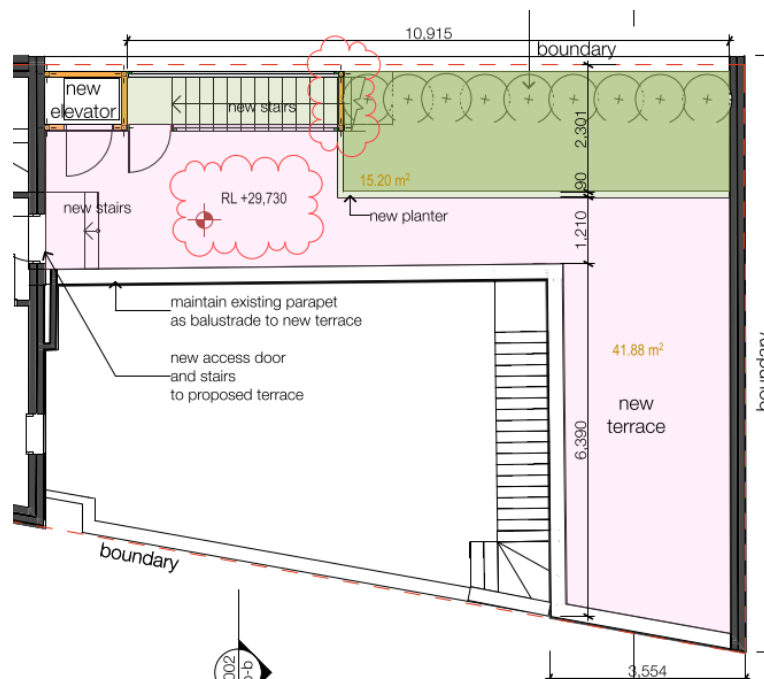 10,915
boundary
new
elevator
new stairs
2,301
15.20 m²
90
RL +29,730
new stairs
new planter
1,210
maintain existing parapet
as balustrade to new terrace
new access door
and stairs
to proposed terrace
41.88 m²
boundary
new
terrace
6,390
boundary
002
b-b
3,554